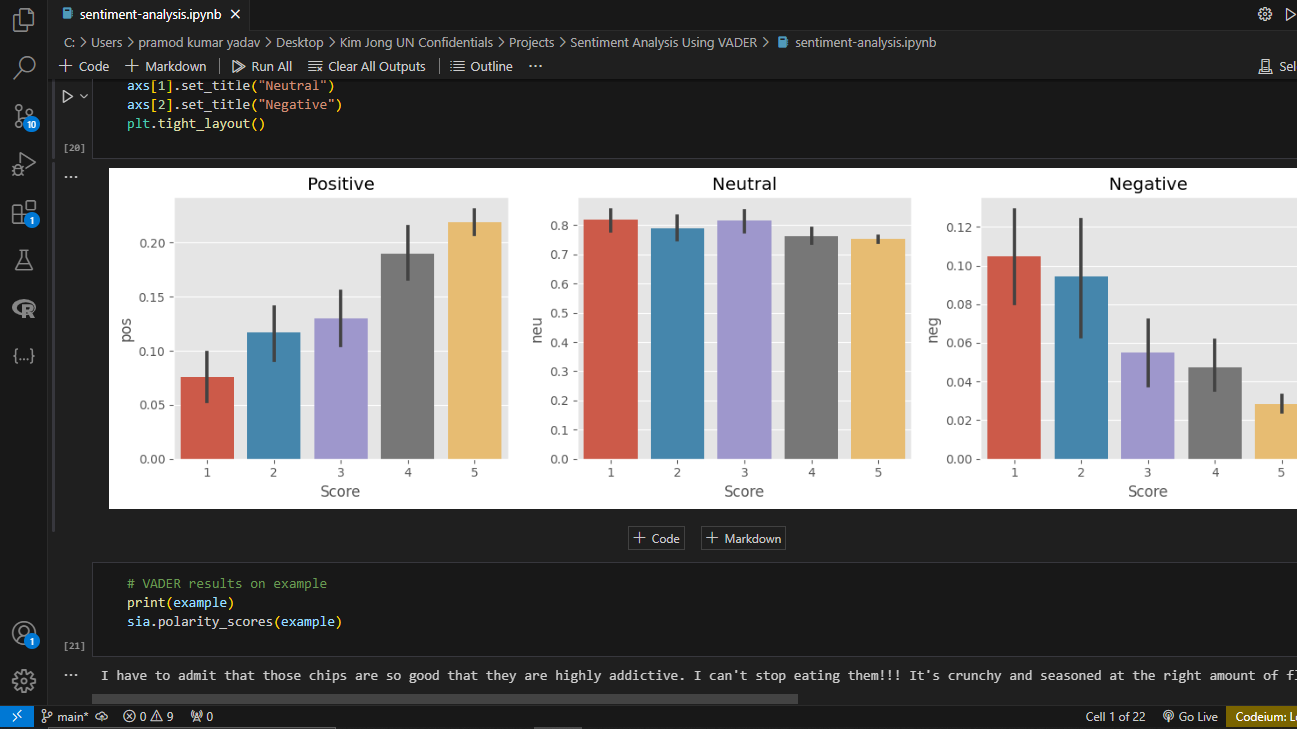 sentiment-analysis.ipynb
C: > Users > pramod kumar yadav > Desktop > Kim Jong UN Confidentials > Projects > Sentiment Analysis Using VADER > sentiment-analysis.ipynb
+ Code + Markdown Run All Clear All Outputs Outline ... Sel
axs[1].set_title("Neutral")
axs[2].set_title("Negative")
plt.tight_layout()
[20]
...
Positive
0.20
0.15
0.10
0.05
0.00
pos
1 2 3 4 5
Score
Neutral
0.8
0.7
0.6
0.5
0.4
0.3
0.2
0.1
0.0
neu
1 2 3 4 5
Score
Negative
0.12
0.10
0.08
0.06
0.04
0.02
0.00
neg
1 2 3 4 5
Score
+ Code + Markdown
# VADER results on example
print(example)
sia.polarity_scores(example)
[21]
...
I have to admit that those chips are so good that they are highly addictive. I can't stop eating them!!! It's crunchy and seasoned at the right amount of fl
10
1
{...}
1
main* 0 9 0 Cell 1 of 22 Go Live Codeium: L